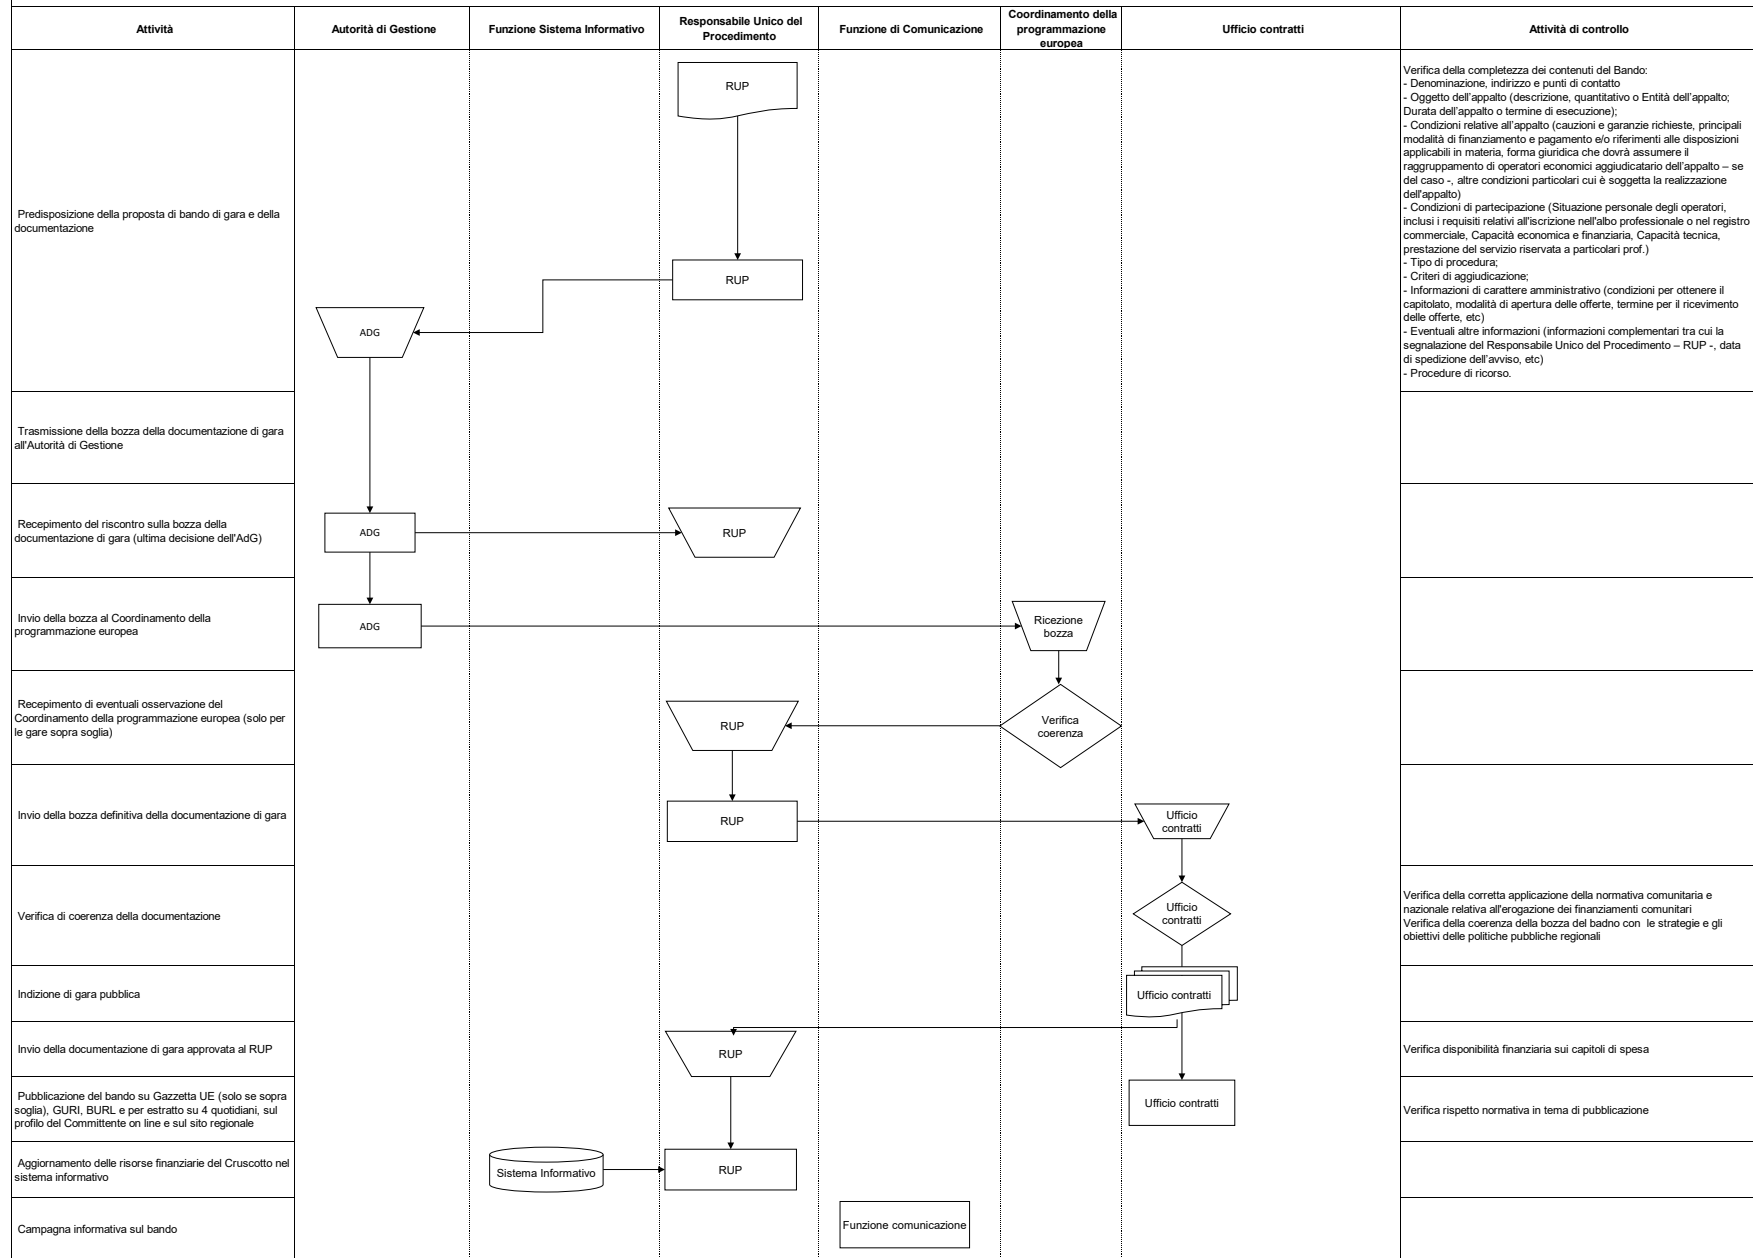 Attività
Autorità di Gestione
Funzione Sistema Informativo
Responsabile Unico del
Procedimento
Funzione di Comunicazione
Coordinamento della
programmazione
europea
Ufficio contratti
Attività di controllo
Predisposizione della proposta di bando di gara e della
documentazione
RUP
RUP
ADG
Verifica della completezza dei contenuti del Bando:
- Denominazione, indirizzo e punti di contatto
- Oggetto dell'appalto (descrizione, quantitativo o Entità dell'appalto;
Durata dell'appalto o termine di esecuzione);
- Condizioni relative all'appalto (cauzioni e garanzie richieste, principali
modalità di finanziamento e pagamento e/o riferimenti alle disposizioni
applicabili in materia, forma giuridica che dovrà assumere il
raggruppamento di operatori economici aggiudicatario dell'appalto – se
del caso -, altre condizioni particolari cui è soggetta la realizzazione
dell'appalto)
- Condizioni di partecipazione (Situazione personale degli operatori,
inclusi i requisiti relativi all'iscrizione nell'albo professionale o nel registro
commerciale, Capacità economica e finanziaria, Capacità tecnica,
prestazione del servizio riservata a particolari prof.)
- Tipo di procedura;
- Criteri di aggiudicazione;
- Informazioni di carattere amministrativo (condizioni per ottenere il
capitolato, modalità di apertura delle offerte, termine per il ricevimento
delle offerte, etc)
- Eventuali altre informazioni (informazioni complementari tra cui la
segnalazione del Responsabile Unico del Procedimento – RUP -, data
di spedizione dell'avviso, etc)
- Procedure di ricorso.
Trasmissione della bozza della documentazione di gara
all'Autorità di Gestione
Recepimento del riscontro sulla bozza della
documentazione di gara (ultima decisione dell'AdG)
ADG
RUP
Invio della bozza al Coordinamento della
programmazione europea
ADG
Ricezione
bozza
Recepimento di eventuali osservazione del
Coordinamento della programmazione europea (solo per
le gare sopra soglia)
RUP
Verifica
coerenza
Invio della bozza definitiva della documentazione di gara
RUP
Ufficio
contratti
Verifica di coerenza della documentazione
Ufficio
contratti
Verifica della corretta applicazione della normativa comunitaria e
nazionale relativa all'erogazione dei finanziamenti comunitari
Verifica della coerenza della bozza del badno con le strategie e gli
obiettivi delle politiche pubbliche regionali
Indizione di gara pubblica
Ufficio contratti
Invio della documentazione di gara approvata al RUP
RUP
Verifica disponibilità finanziaria sui capitoli di spesa
Pubblicazione del bando su Gazzetta UE (solo se sopra
soglia), GURI, BURL e per estratto su 4 quotidiani, sul
profilo del Committente on line e sul sito regionale
Ufficio contratti
Verifica rispetto normativa in tema di pubblicazione
Aggiornamento delle risorse finanziarie del Cruscotto nel
sistema informativo
Sistema Informativo
RUP
Campagna informativa sul bando
Funzione comunicazione